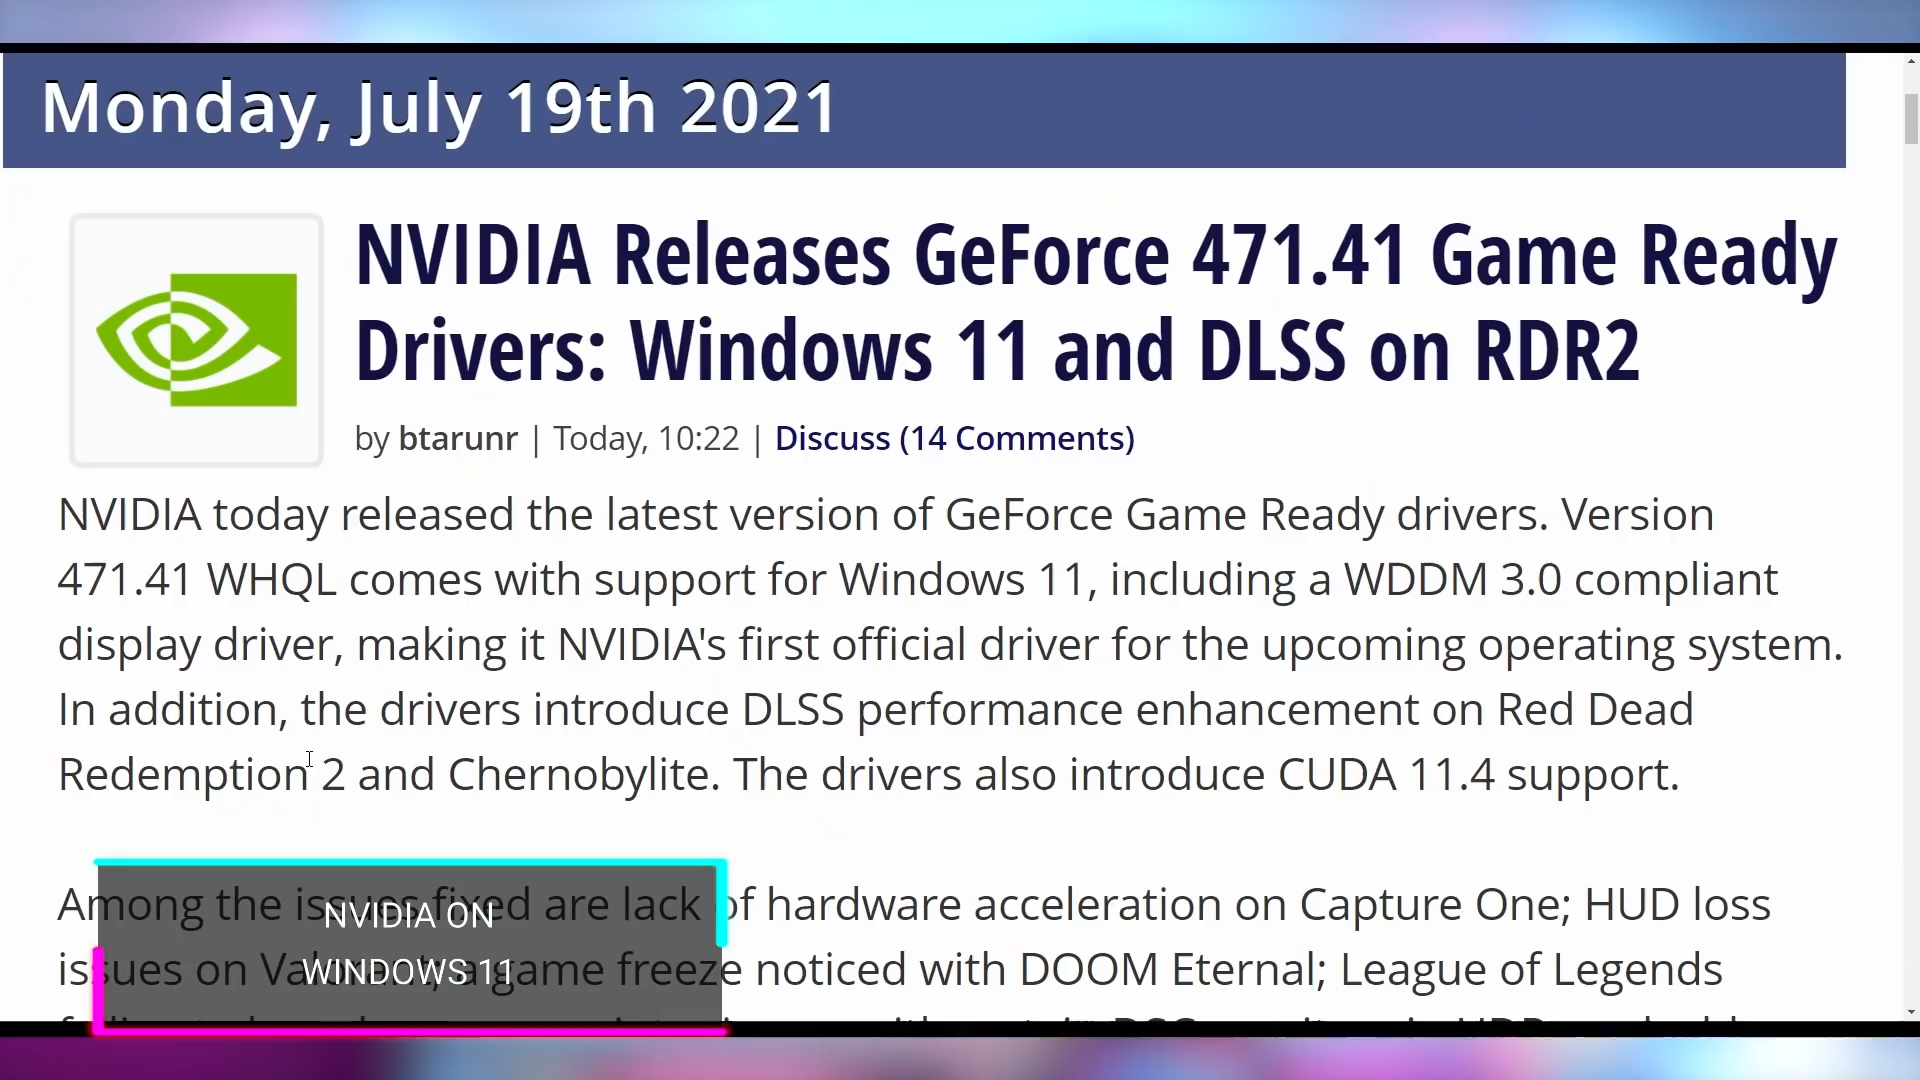 Monday, July 19th 2021
NVIDIA Releases GeForce 471.41 Game Ready
Drivers: Windows 11 and DLSS on RDR2
by btarunr | Today, 10:22 | Discuss (14 Comments)
NVIDIA today released the latest version of GeForce Game Ready drivers. Version
471.41 WHQL comes with support for Windows 11, including a WDDM 3.0 compliant
display driver, making it NVIDIA's first official driver for the upcoming operating system.
In addition, the drivers introduce DLSS performance enhancement on Red Dead
Redemption 2 and Chernobylite. The drivers also introduce CUDA 11.4 support.
Among the issues fixed are lack of hardware acceleration on Capture One; HUD loss
issues on Valorant; a game freeze noticed with DOOM Eternal; League of Legends
NVIDIA ON
WINDOWS 11